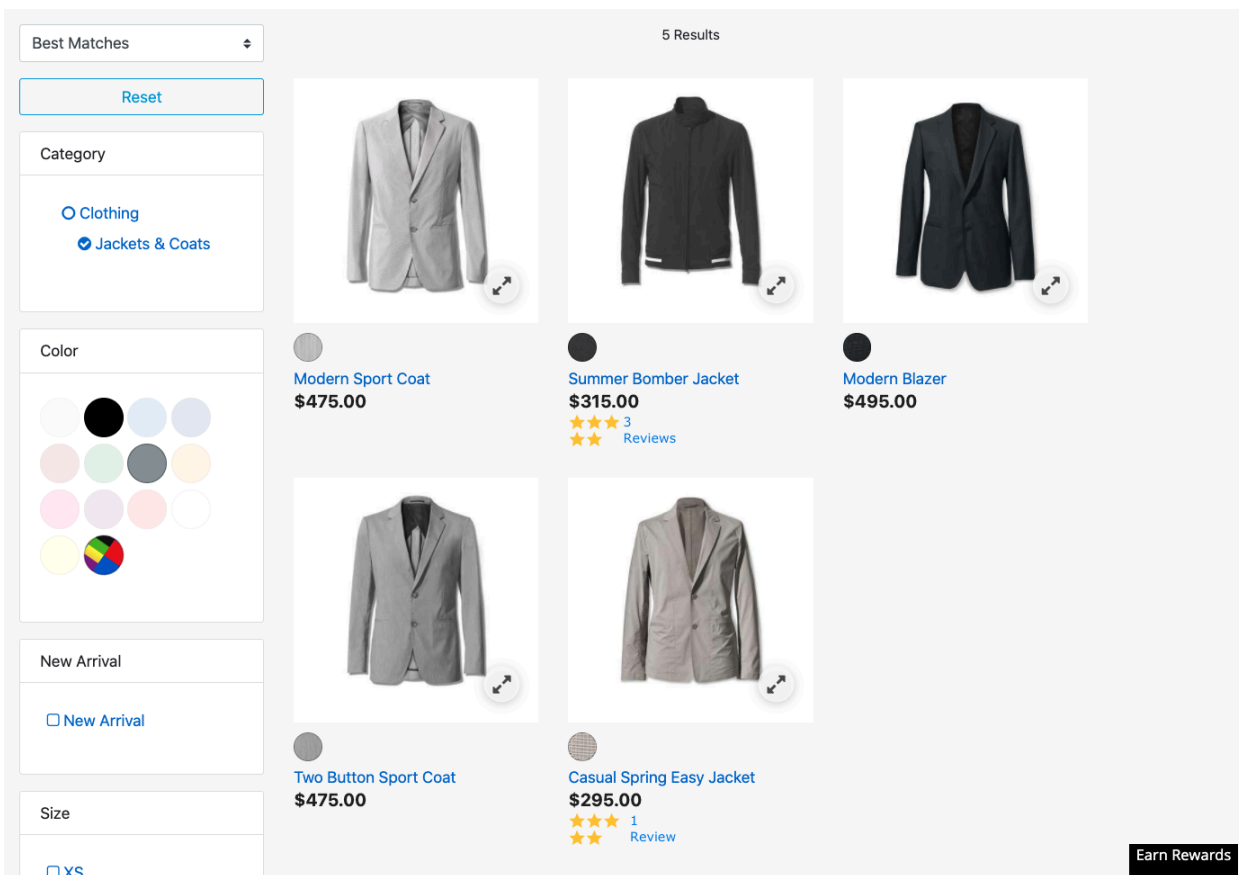 Best Matches
5 Results
Reset
Category
Clothing
Jackets & Coats
Color
New Arrival
New Arrival
Size
XS
Modern Sport Coat
$475.00
Summer Bomber Jacket
$315.00
3
Reviews
Modern Blazer
$495.00
Two Button Sport Coat
$475.00
Casual Spring Easy Jacket
$295.00
1
Review
Earn Rewards